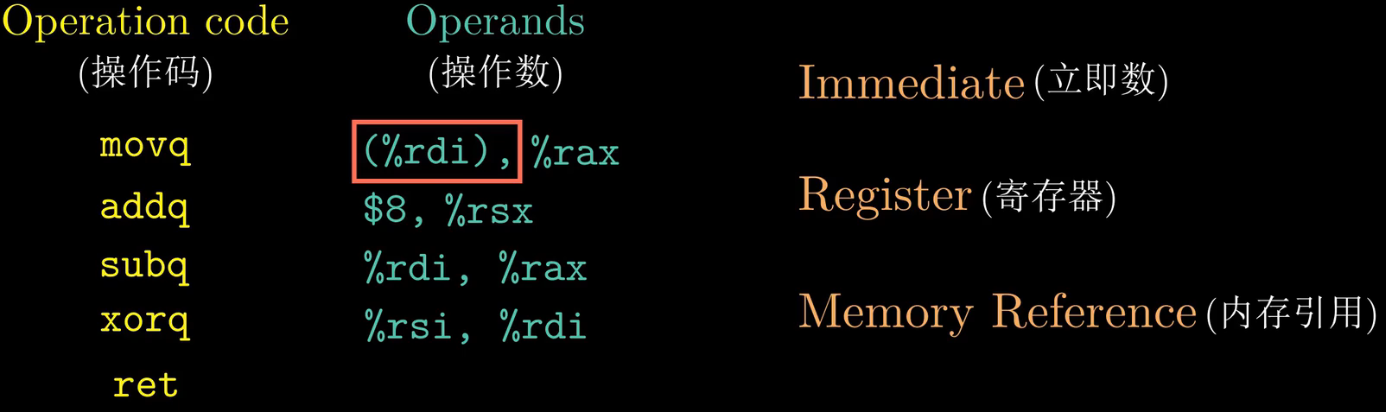 Operation code Operands
(操作码) (操作数)
Immediate (立即数)
movq (%rdi), %rax
Register (寄存器)
addq $8, %rsx
subq %rdi, %rax
Memory Reference (内存引用)
xorq %rsi, %rdi
ret